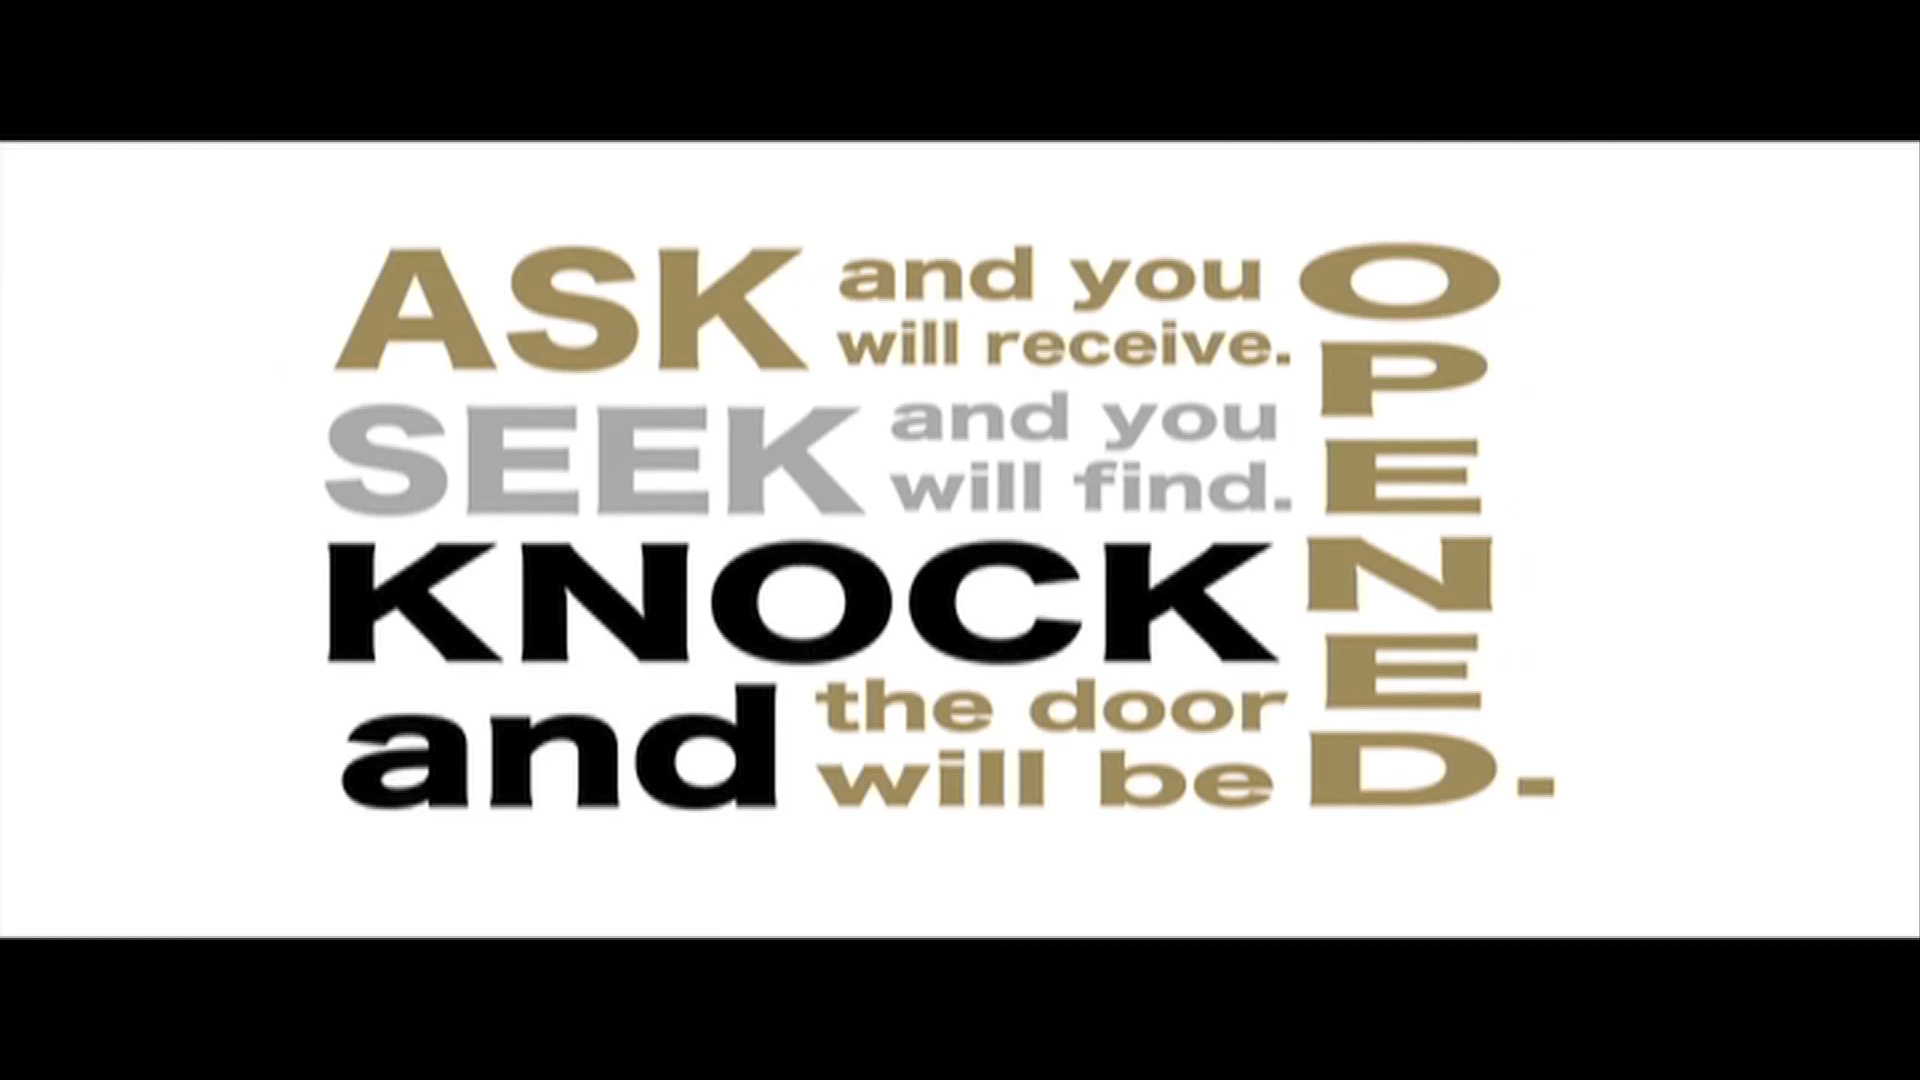 ASK and you
will receive.
SEEK and you
will find.
KNOCK
and the door
will be
OPENED.